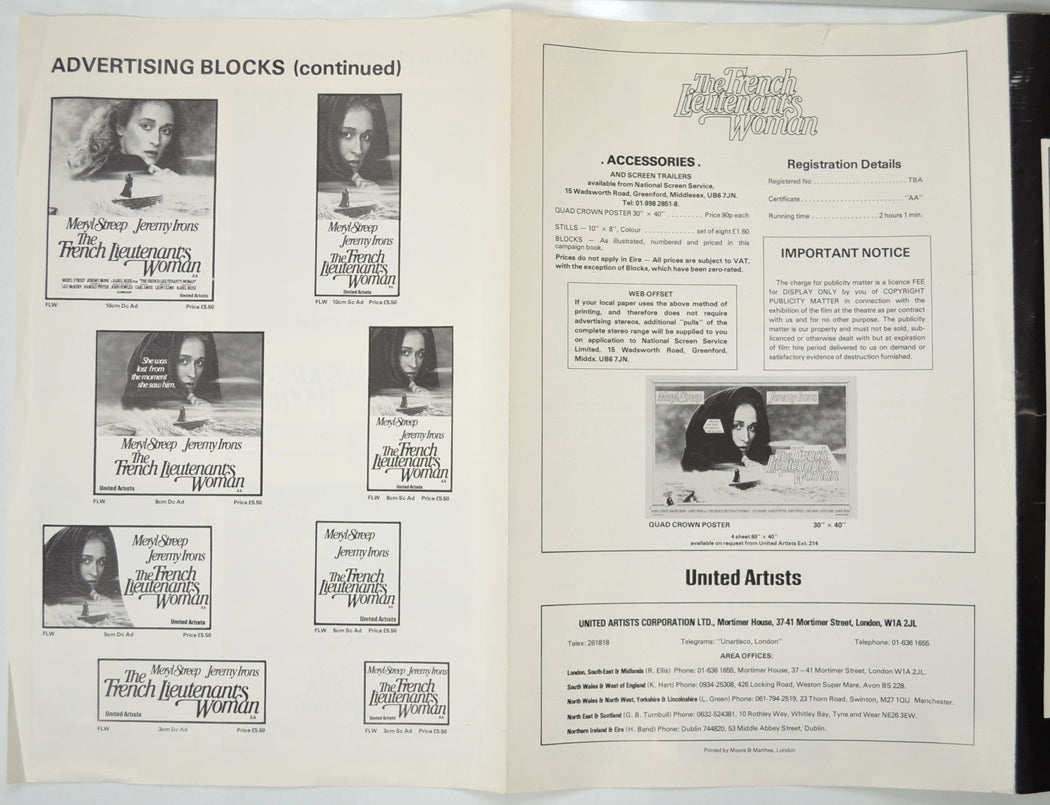 ADVERTISING BLOCKS (continued)
Meryl Streep Jeremy Irons
The
French Lieutenant's
Woman
AA
United Artists
FLW 10cm Dc Ad Price £5.50
Meryl Streep
Jeremy Irons
The French
Lieutenant's
Woman
AA
United Artists
FLW 10cm Sc Ad Price £5.50
She was
lost from
the moment
she saw him.
Meryl Streep Jeremy Irons
The
French Lieutenant's
Woman
United Artists
AA
FLW 8cm Dc Ad Price £5.50
Meryl Streep
Jeremy Irons
The French
Lieutenant's
Woman
United Artists
AA
FLW 8cm Sc Ad Price £5.50
Meryl Streep
Jeremy Irons
The French
Lieutenant's
Woman
AA
United Artists
FLW 5cm Dc Ad Price £5.50
Meryl Streep
Jeremy Irons
The French
Lieutenant's
Woman
AA
United Artists
FLW 5cm Sc Ad Price £5.50
Meryl Streep Jeremy Irons
The
French Lieutenant's
Woman
United Artists
AA
FLW 3cm Dc Ad Price £5.50
Meryl Streep Jeremy Irons
The French
Lieutenant's
Woman
United Artists
AA
FLW 3cm Sc Ad Price £5.50
The French
Lieutenant's
Woman
. ACCESSORIES .
AND SCREEN TRAILERS
available from National Screen Service,
15 Wadsworth Road, Greenford, Middlesex, UB6 7JN.
Tel: 01-998 2851-8.
QUAD CROWN POSTER 30" × 40" . . . . . . . . . Price 90p each
STILLS – 10" × 8", Colour . . . . . . . . . . . . . set of eight £1.60
BLOCKS – As illustrated, numbered and priced in this
campaign book.
Prices do not apply in Eire – All prices are subject to VAT,
with the exception of Blocks, which have been zero-rated.
WEB-OFFSET
If your local paper uses the above method of
printing, and therefore does not require
advertising stereos, additional "pulls" of the
complete stereo range will be supplied to you
on application to National Screen Service
Limited, 15 Wadsworth Road, Greenford,
Middx. UB6 7JN.
Registration Details
Registered No . . . . . . . . . . . . . . . . . . . . . . . TBA
Certificate . . . . . . . . . . . . . . . . . . . . . . . . . "AA"
Running time . . . . . . . . . . . . . . . . . 2 hours 1 min.
IMPORTANT NOTICE
The charge for publicity matter is a licence FEE
for DISPLAY ONLY by you of COPYRIGHT
PUBLICITY MATTER in connection with the
exhibition of the film at the theatre as per contract
with us and for no other purpose. The publicity
matter is our property and must not be sold, sub-
licenced or otherwise dealt with but at expiration
of film hire period delivered to us on demand or
satisfactory evidence of destruction furnished.
Meryl Streep Jeremy Irons
The French
Lieutenant's
Woman
QUAD CROWN POSTER 30" × 40"
4 sheet 60" × 40"
available on request from United Artists Ext. 214
United Artists
UNITED ARTISTS CORPORATION LTD., Mortimer House, 37-41 Mortimer Street, London, W1A 2JL
Telex: 261818 Telegrams: "Unartisco, London" Telephone: 01-636 1655
AREA OFFICES:
London, South-East & Midlands (R. Ellis) Phone: 01-636 1655, Mortimer House, 37–41 Mortimer Street, London W1A 2JL.
South Wales & West of England (K. Hart) Phone: 0934-25308, 426 Locking Road, Weston Super Mare, Avon BS 228.
North Wales & North West, Yorkshire & Lincolnshire (L. Green) Phone: 061-794-2519, 23 Thorn Road, Swinton, M27 1QU Manchester.
North East & Scotland (G. B. Turnbull) Phone: 0632-524381, 10 Rothley Way, Whitley Bay, Tyne and Wear NE26 3EW.
Northern Ireland & Eire (H. Band) Phone: Dublin 744820, 53 Middle Abbey Street, Dublin.
Printed by Moore & Matthes, London